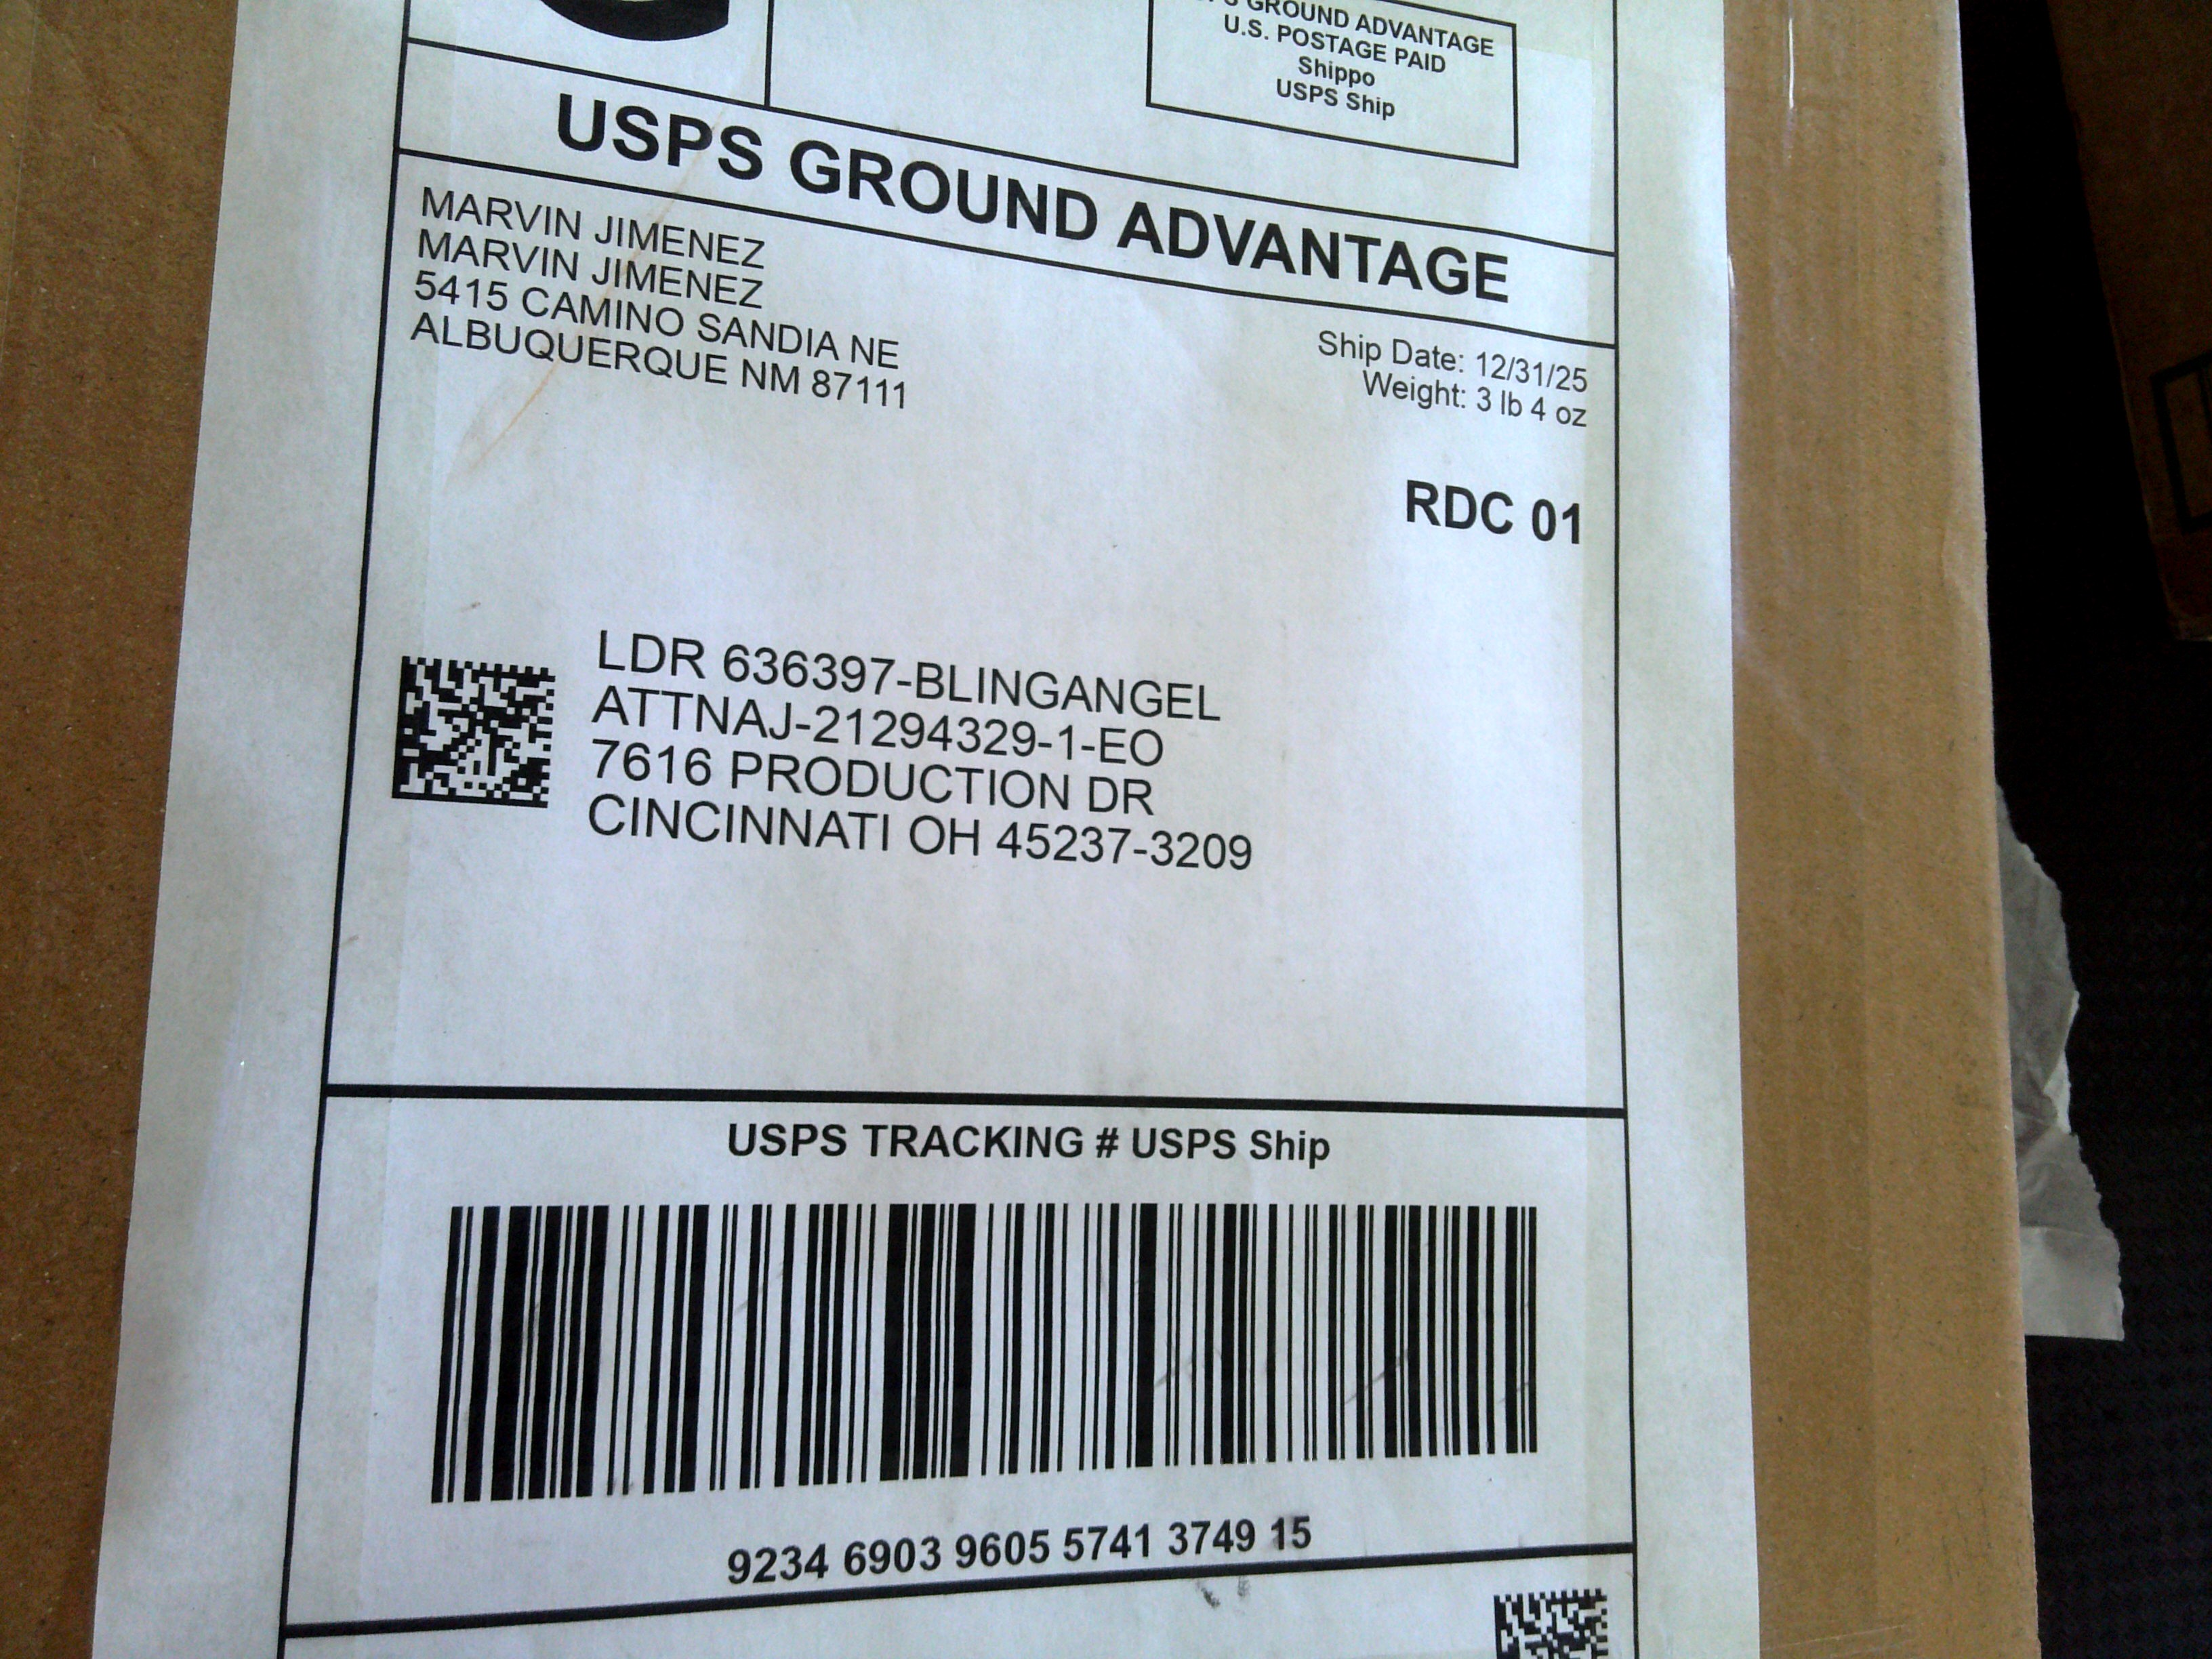 GROUND ADVANTAGE
U.S. POSTAGE PAID
Shippo
USPS Ship
USPS GROUND ADVANTAGE
MARVIN JIMENEZ
MARVIN JIMENEZ
5415 CAMINO SANDIA NE
ALBUQUERQUE NM 87111
Ship Date: 12/31/25
Weight: 3 lb 4 oz
RDC 01
LDR 636397-BLINGANGEL
ATTNAJ-21294329-1-EO
7616 PRODUCTION DR
CINCINNATI OH 45237-3209
USPS TRACKING # USPS Ship
9234 6903 9605 5741 3749 15